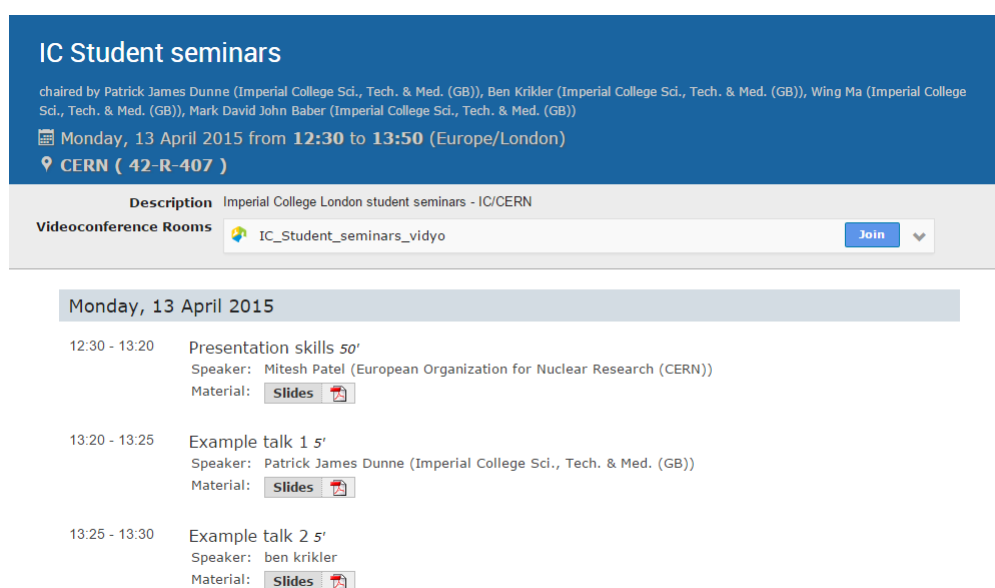 IC Student seminars
chaired by Patrick James Dunne (Imperial College Sci., Tech. & Med. (GB)), Ben Krikler (Imperial College Sci., Tech. & Med. (GB)), Wing Ma (Imperial College
Sci., Tech. & Med. (GB)), Mark David John Baber (Imperial College Sci., Tech. & Med. (GB))
Monday, 13 April 2015 from 12:30 to 13:50 (Europe/London)
CERN ( 42-R-407 )
Description Imperial College London student seminars - IC/CERN
Videoconference Rooms IC_Student_seminars_vidyo Join
Monday, 13 April 2015
12:30 - 13:20 Presentation skills 50'
Speaker: Mitesh Patel (European Organization for Nuclear Research (CERN))
Material: Slides
13:20 - 13:25 Example talk 1 5'
Speaker: Patrick James Dunne (Imperial College Sci., Tech. & Med. (GB))
Material: Slides
13:25 - 13:30 Example talk 2 5'
Speaker: ben krikler
Material: Slides